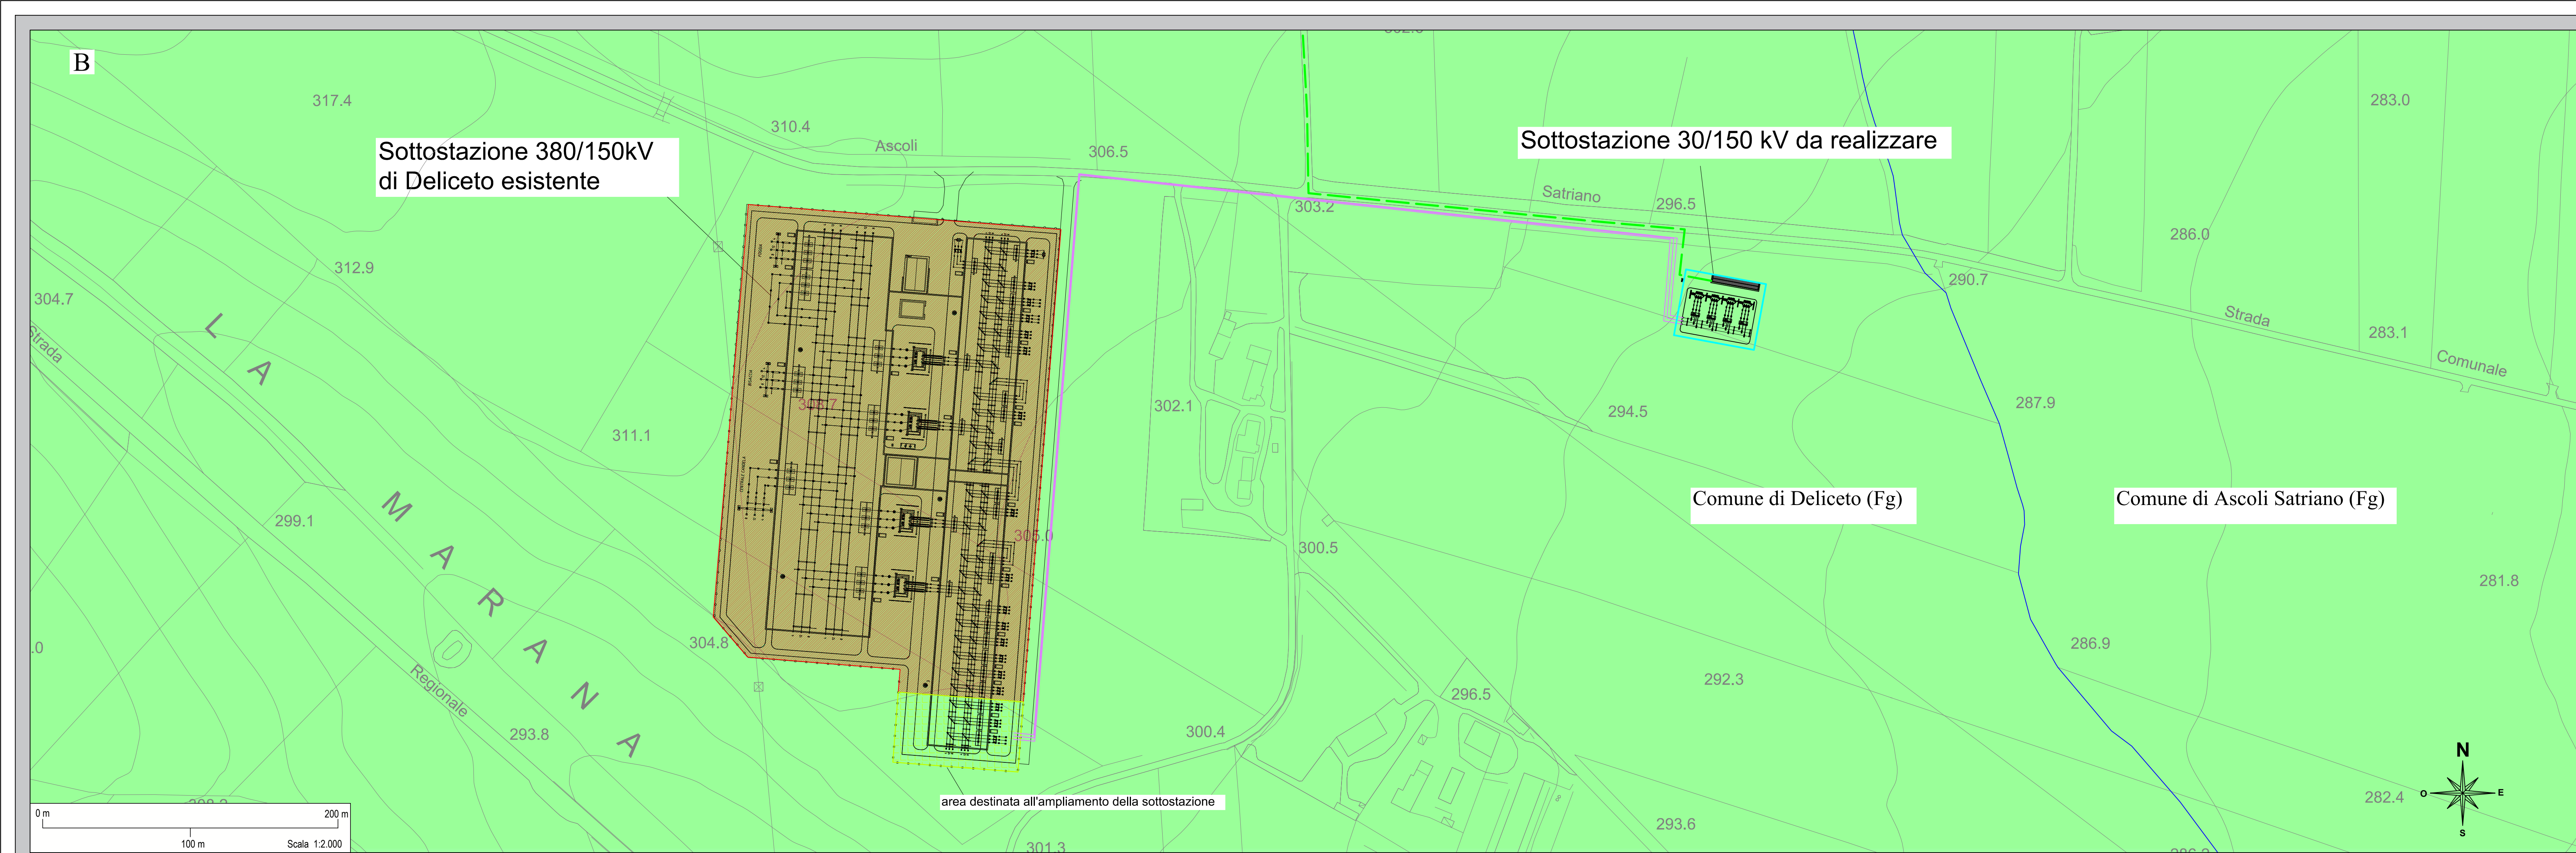 B
317.4
310.4
Ascoli
306.5
Sottostazione 380/150kV
di Deliceto esistente
Sottostazione 30/150 kV da realizzare
283.0
Satriano
303.2
296.5
286.0
312.9
304.7
Strada
290.7
Strada
283.1
Comunale
LA MARANA
308.7
302.1
294.5
287.9
311.1
299.1
305.0
300.5
Comune di Deliceto (Fg)
Comune di Ascoli Satriano (Fg)
281.8
304.8
286.9
.0
Regionale
292.3
296.5
293.8
300.4
N
O
E
S
282.4
area destinata all'ampliamento della sottostazione
293.6
301.3
0 m
200 m
100 m
Scala 1:2.000